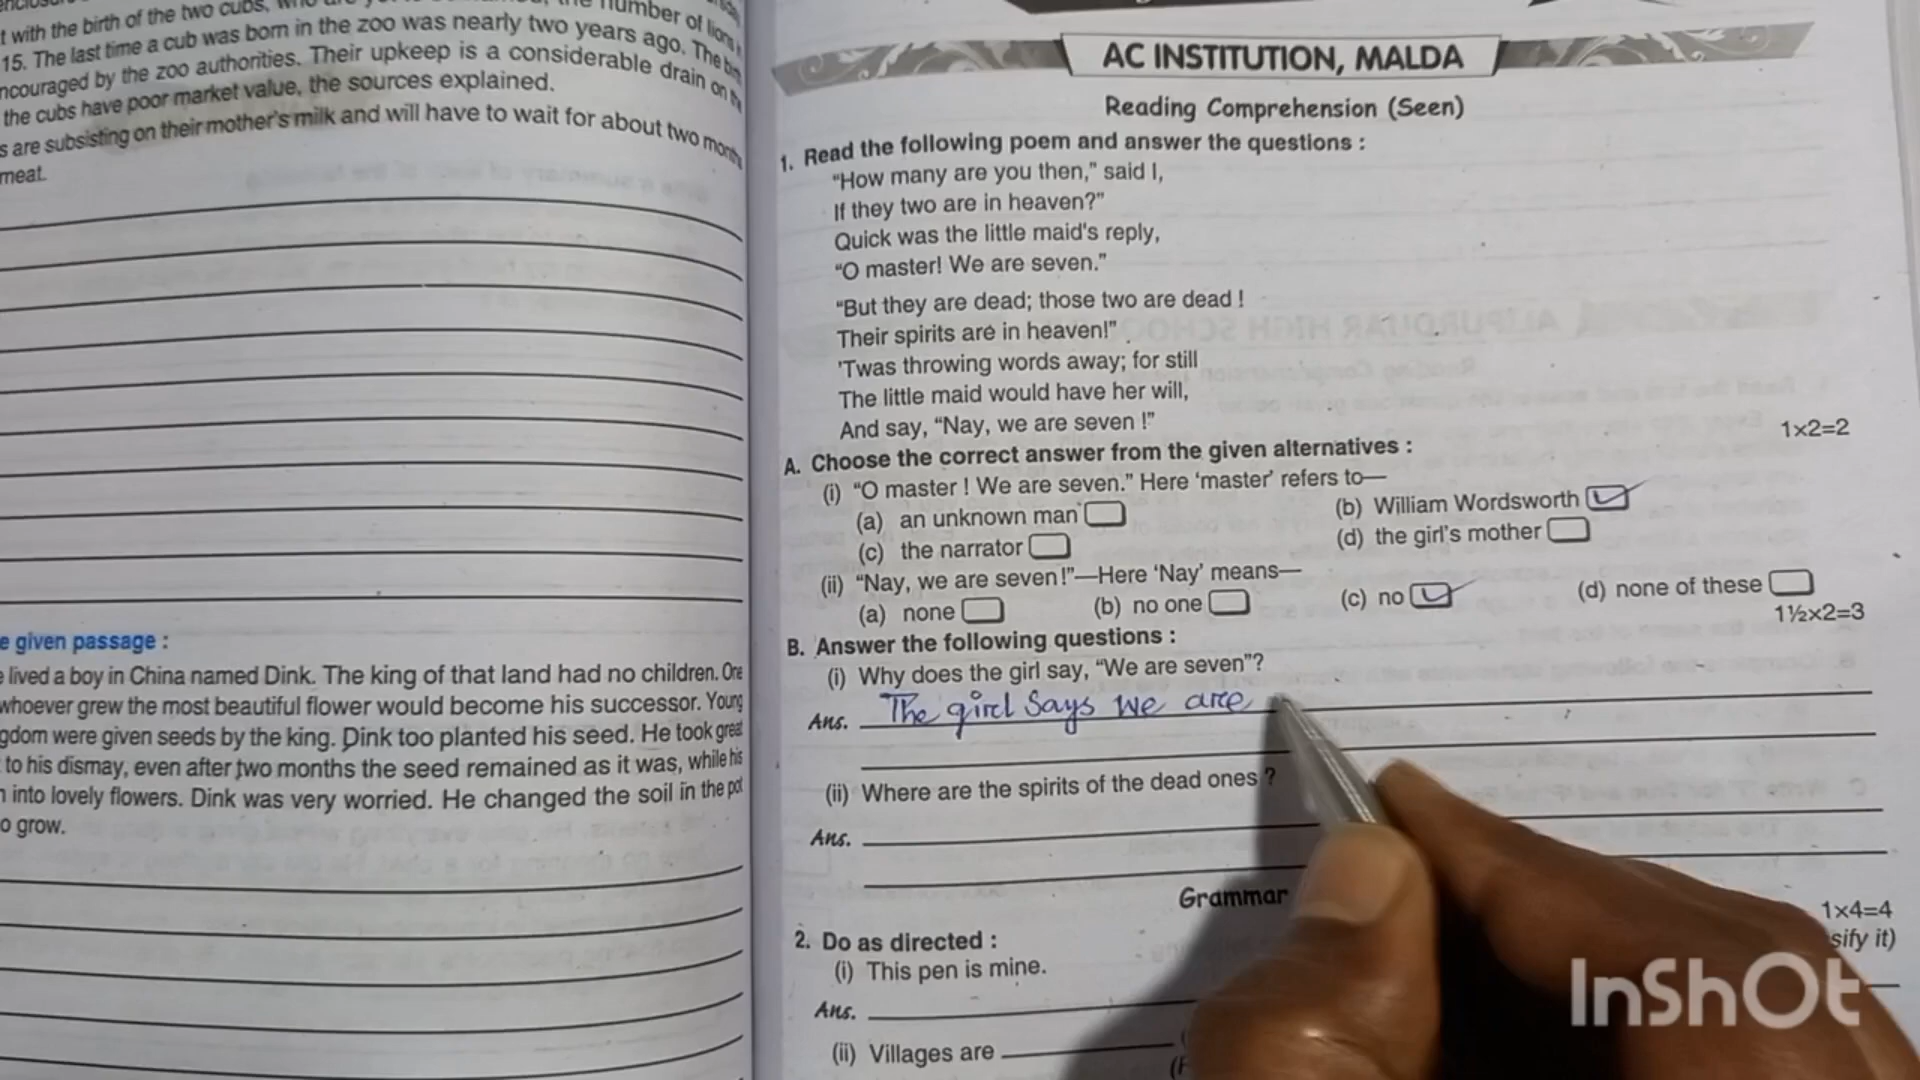 t with the birth of the two cubs,
number of lions
15. The last time a cub was born in the zoo was nearly two years ago. The
ncouraged by the zoo authorities. Their upkeep is a considerable drain on
the cubs have poor market value, the sources explained.
s are subsisting on their mother's milk and will have to wait for about two month
meat.
e given passage :
lived a boy in China named Dink. The king of that land had no children. One
whoever grew the most beautiful flower would become his successor. Young
gdom were given seeds by the king. Dink too planted his seed. He took great
to his dismay, even after two months the seed remained as it was, while his
n into lovely flowers. Dink was very worried. He changed the soil in the pot
o grow.
AC INSTITUTION, MALDA
Reading Comprehension (Seen)
1. Read the following poem and answer the questions :
"How many are you then," said I,
If they two are in heaven?"
Quick was the little maid's reply,
"O master! We are seven."
"But they are dead; those two are dead !
Their spirits are in heaven!"
'Twas throwing words away; for still
The little maid would have her will,
And say, "Nay, we are seven !"
A. Choose the correct answer from the given alternatives : 1×2=2
(i) "O master ! We are seven." Here 'master' refers to—
(a) an unknown man (b) William Wordsworth
(c) the narrator (d) the girl's mother
(ii) "Nay, we are seven !"—Here 'Nay' means—
(a) none (b) no one (c) no (d) none of these
B. Answer the following questions : 1½×2=3
(i) Why does the girl say, "We are seven"?
Ans. The girl says we are
(ii) Where are the spirits of the dead ones ?
Ans.
Grammar
2. Do as directed : 1×4=4
(i) This pen is mine. sify it)
Ans.
(ii) Villages are
InShOt